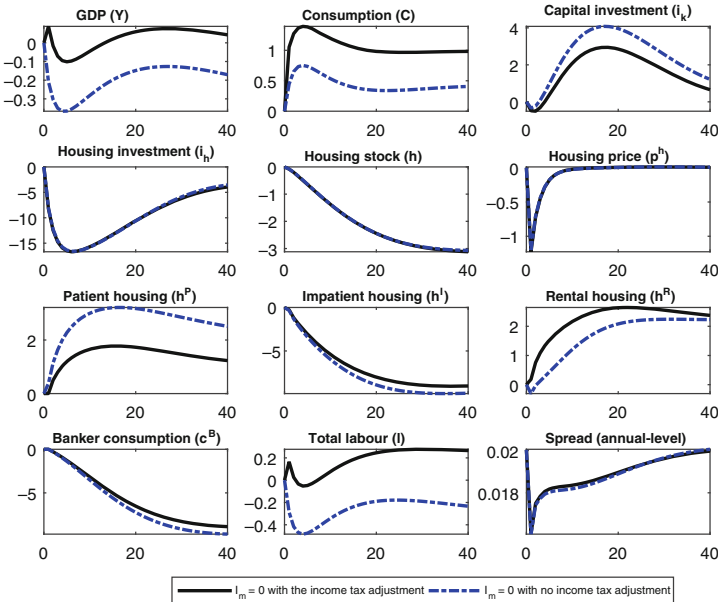 GDP (Y)
Consumption (C)
Capital investment (i_k)
0
−0.1
−0.2
−0.3
0 20 40
1
0.5
0
0 20 40
4
2
0
0 20 40
Housing investment (i_h)
Housing stock (h)
Housing price (p^h)
0
−5
−10
−15
0 20 40
0
−1
−2
−3
0 20 40
0
−0.5
−1
0 20 40
Patient housing (h^P)
Impatient housing (h^I)
Rental housing (h^R)
2
0
0 20 40
−5
0 20 40
2
1
0
0 20 40
Banker consumption (c^B)
Total labour (l)
Spread (annual-level)
0
−5
0 20 40
0.2
0
−0.2
−0.4
0 20 40
0.02
0.018
0 20 40
I_m = 0 with the income tax adjustment I_m = 0 with no income tax adjustment